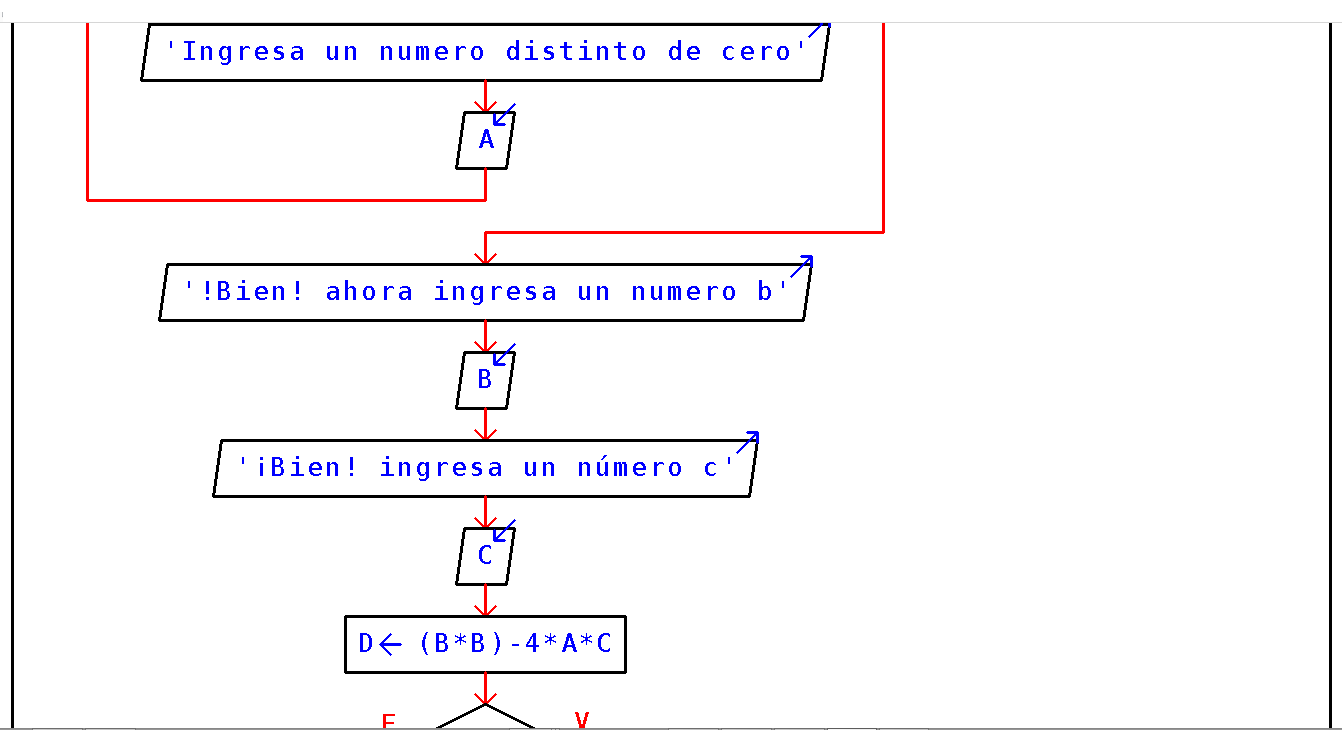 'Ingresa un numero distinto de cero'
A
'!Bien! ahora ingresa un numero b'
B
'¡Bien! ingresa un número c'
C
D← (B*B)-4*A*C
F V